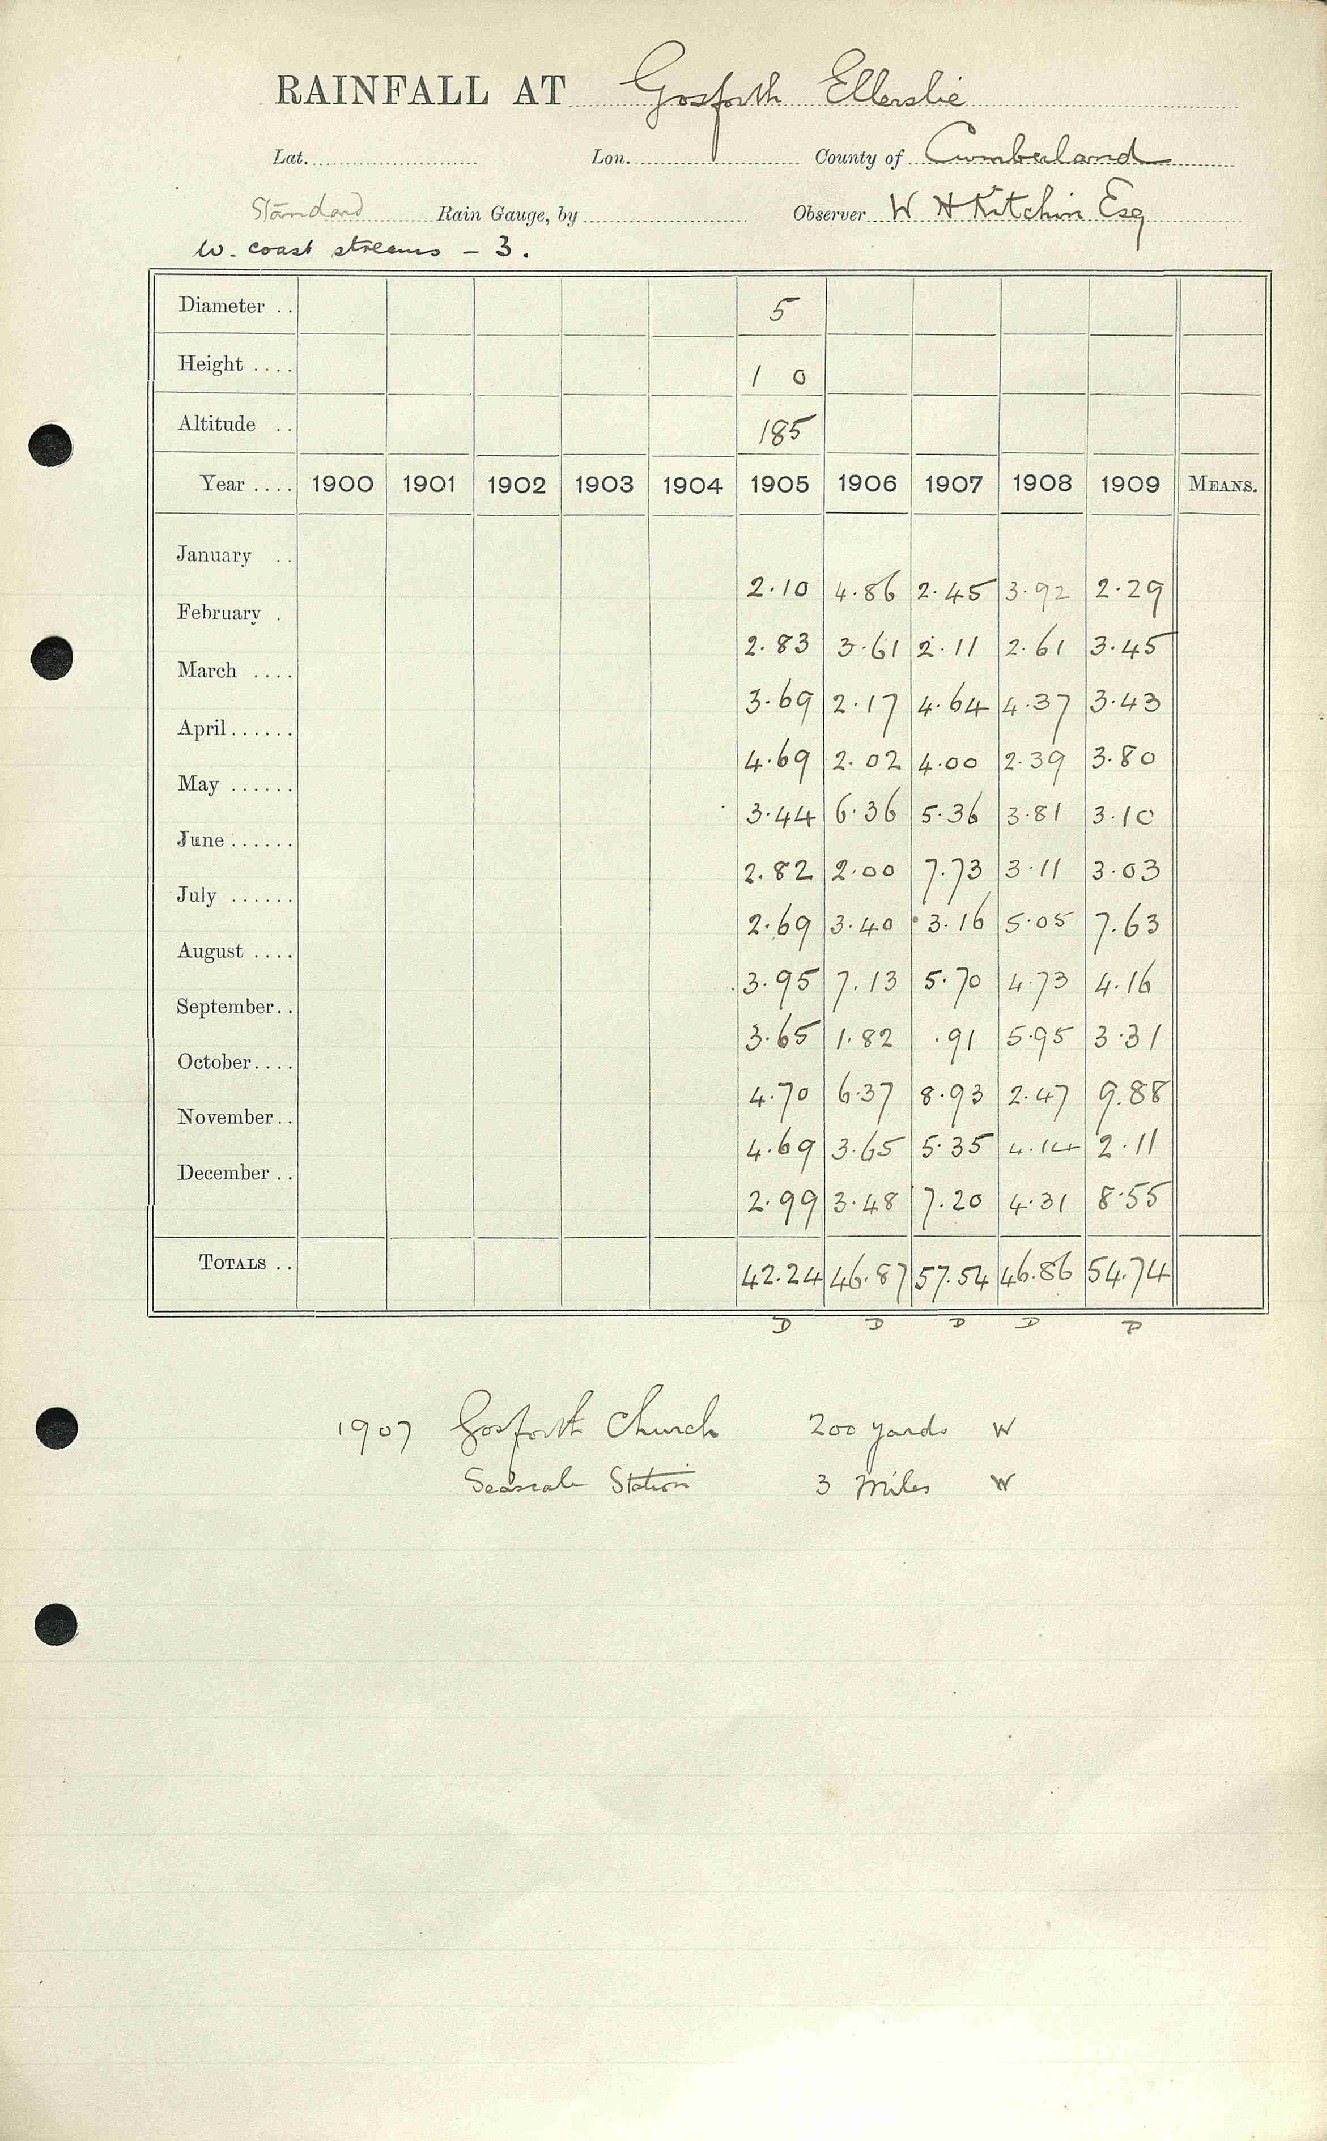 RAINFALL AT Gosforth Ellerslie
Lat. Lon. County of Cumberland
Standard Rain Gauge, by Observer W H Kitchin Esq
W. coast streams - 3.
Diameter . . 5
Height . . . . 1 0
Altitude . . 185
Year . . . . 1900 1901 1902 1903 1904 1905 1906 1907 1908 1909 MEANS.
January . . 2.10 4.86 2.45 3.92 2.29
February . 2.83 3.61 2.11 2.61 3.45
March . . . . 3.69 2.17 4.64 4.37 3.43
April . . . . . . 4.69 2.02 4.00 2.39 3.80
May . . . . . . 3.44 6.36 5.36 3.81 3.10
June . . . . . . 2.82 2.00 7.73 3.11 3.03
July . . . . . . 2.69 3.40 3.16 5.05 7.63
August . . . . 3.95 7.13 5.70 4.73 4.16
September . . 3.65 1.82 .91 5.95 3.31
October . . . . 4.70 6.37 8.93 2.47 9.88
November . . 4.69 3.65 5.35 4.14 2.11
December . . 2.99 3.48 7.20 4.31 8.55
TOTALS . . 42.24 46.87 57.54 46.86 54.74
D D D D D
1907 Gosforth Church 200 yards W
Seascale Station 3 Miles W